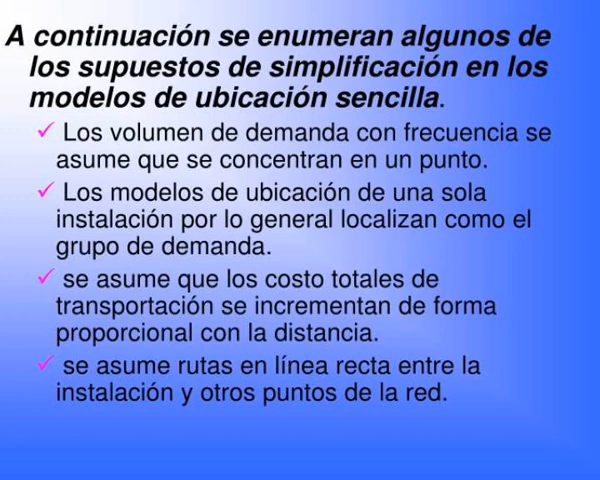 A continuación se enumeran algunos de
los supuestos de simplificación en los
modelos de ubicación sencilla.
✓ Los volumen de demanda con frecuencia se
asume que se concentran en un punto.
✓ Los modelos de ubicación de una sola
instalación por lo general localizan como el
grupo de demanda.
✓ se asume que los costo totales de
transportación se incrementan de forma
proporcional con la distancia.
✓ se asume rutas en línea recta entre la
instalación y otros puntos de la red.